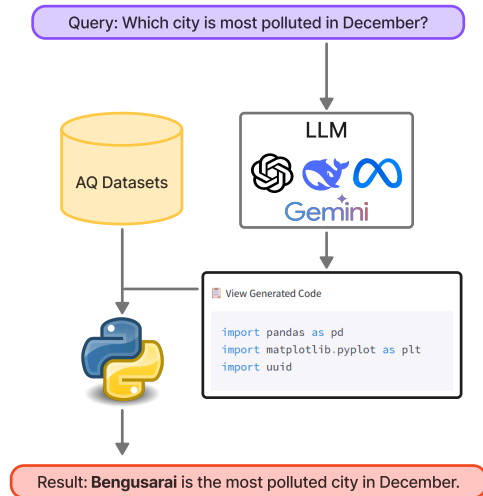 Query: Which city is most polluted in December?
LLM
AQ Datasets
Gemini
View Generated Code
import pandas as pd
import matplotlib.pyplot as plt
import uuid
Result: Bengusarai is the most polluted city in December.